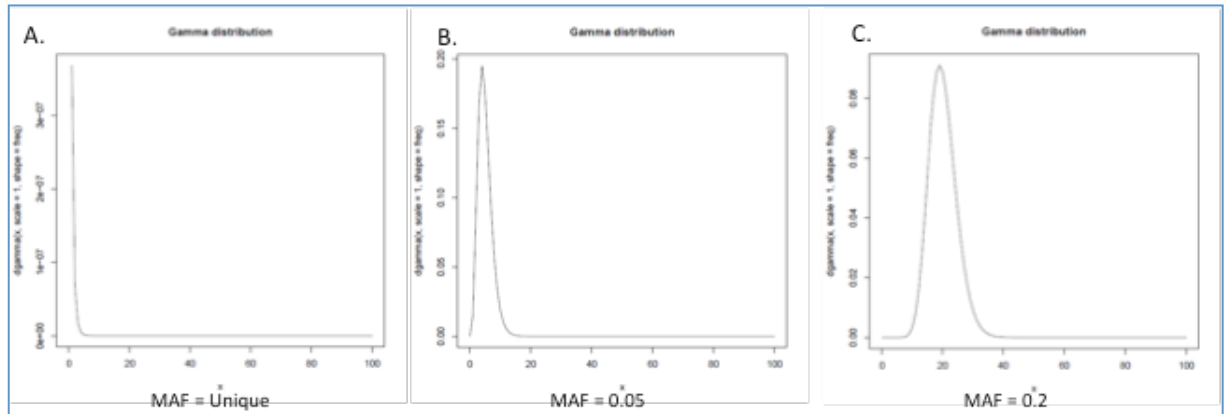 A.
Gamma distribution
dgamma(x, scale = 1, shape = freq)
0e+00
1e-07
2e-07
3e-07
0
20
40
60
80
100
x
MAF = Unique
B.
Gamma distribution
dgamma(x, scale = 1, shape = freq)
0.00
0.05
0.10
0.15
0.20
0
20
40
60
80
100
x
MAF = 0.05
C.
Gamma distribution
dgamma(x, scale = 1, shape = freq)
0.00
0.02
0.04
0.06
0.08
0
20
40
60
80
100
x
MAF = 0.2